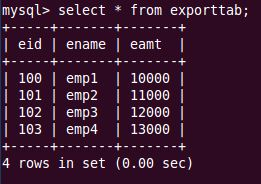 mysql> select * from exporttab;
+-----+-------+-------+
| eid | ename | eamt  |
+-----+-------+-------+
| 100 | emp1  | 10000 |
| 101 | emp2  | 11000 |
| 102 | emp3  | 12000 |
| 103 | emp4  | 13000 |
+-----+-------+-------+
4 rows in set (0.00 sec)